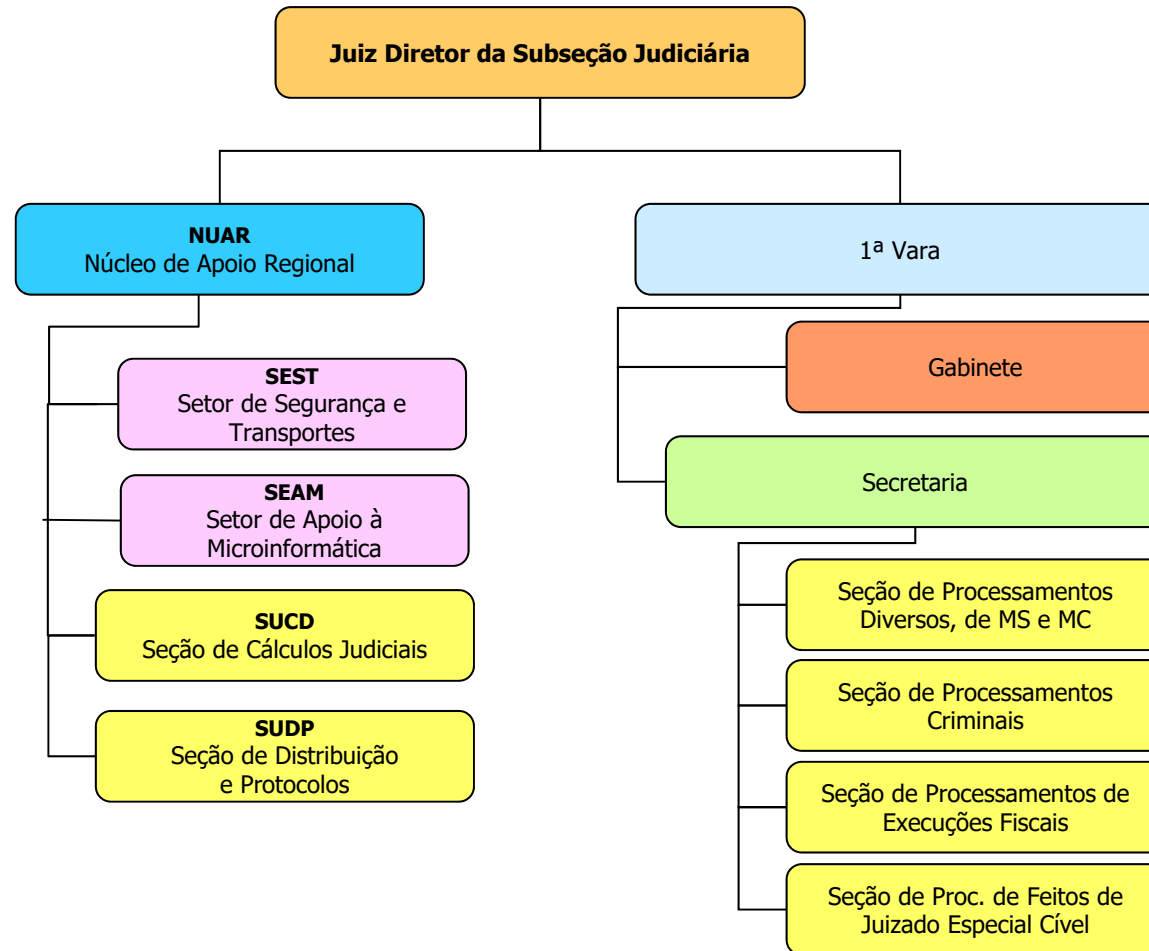 Juiz Diretor da Subseção Judiciária
NUAR
Núcleo de Apoio Regional
SEST
Setor de Segurança e
Transportes
SEAM
Setor de Apoio à
Microinformática
SUCD
Seção de Cálculos Judiciais
SUDP
Seção de Distribuição
e Protocolos
1ª Vara
Gabinete
Secretaria
Seção de Processamentos
Diversos, de MS e MC
Seção de Processamentos
Criminais
Seção de Processamentos de
Execuções Fiscais
Seção de Proc. de Feitos de
Juizado Especial Cível